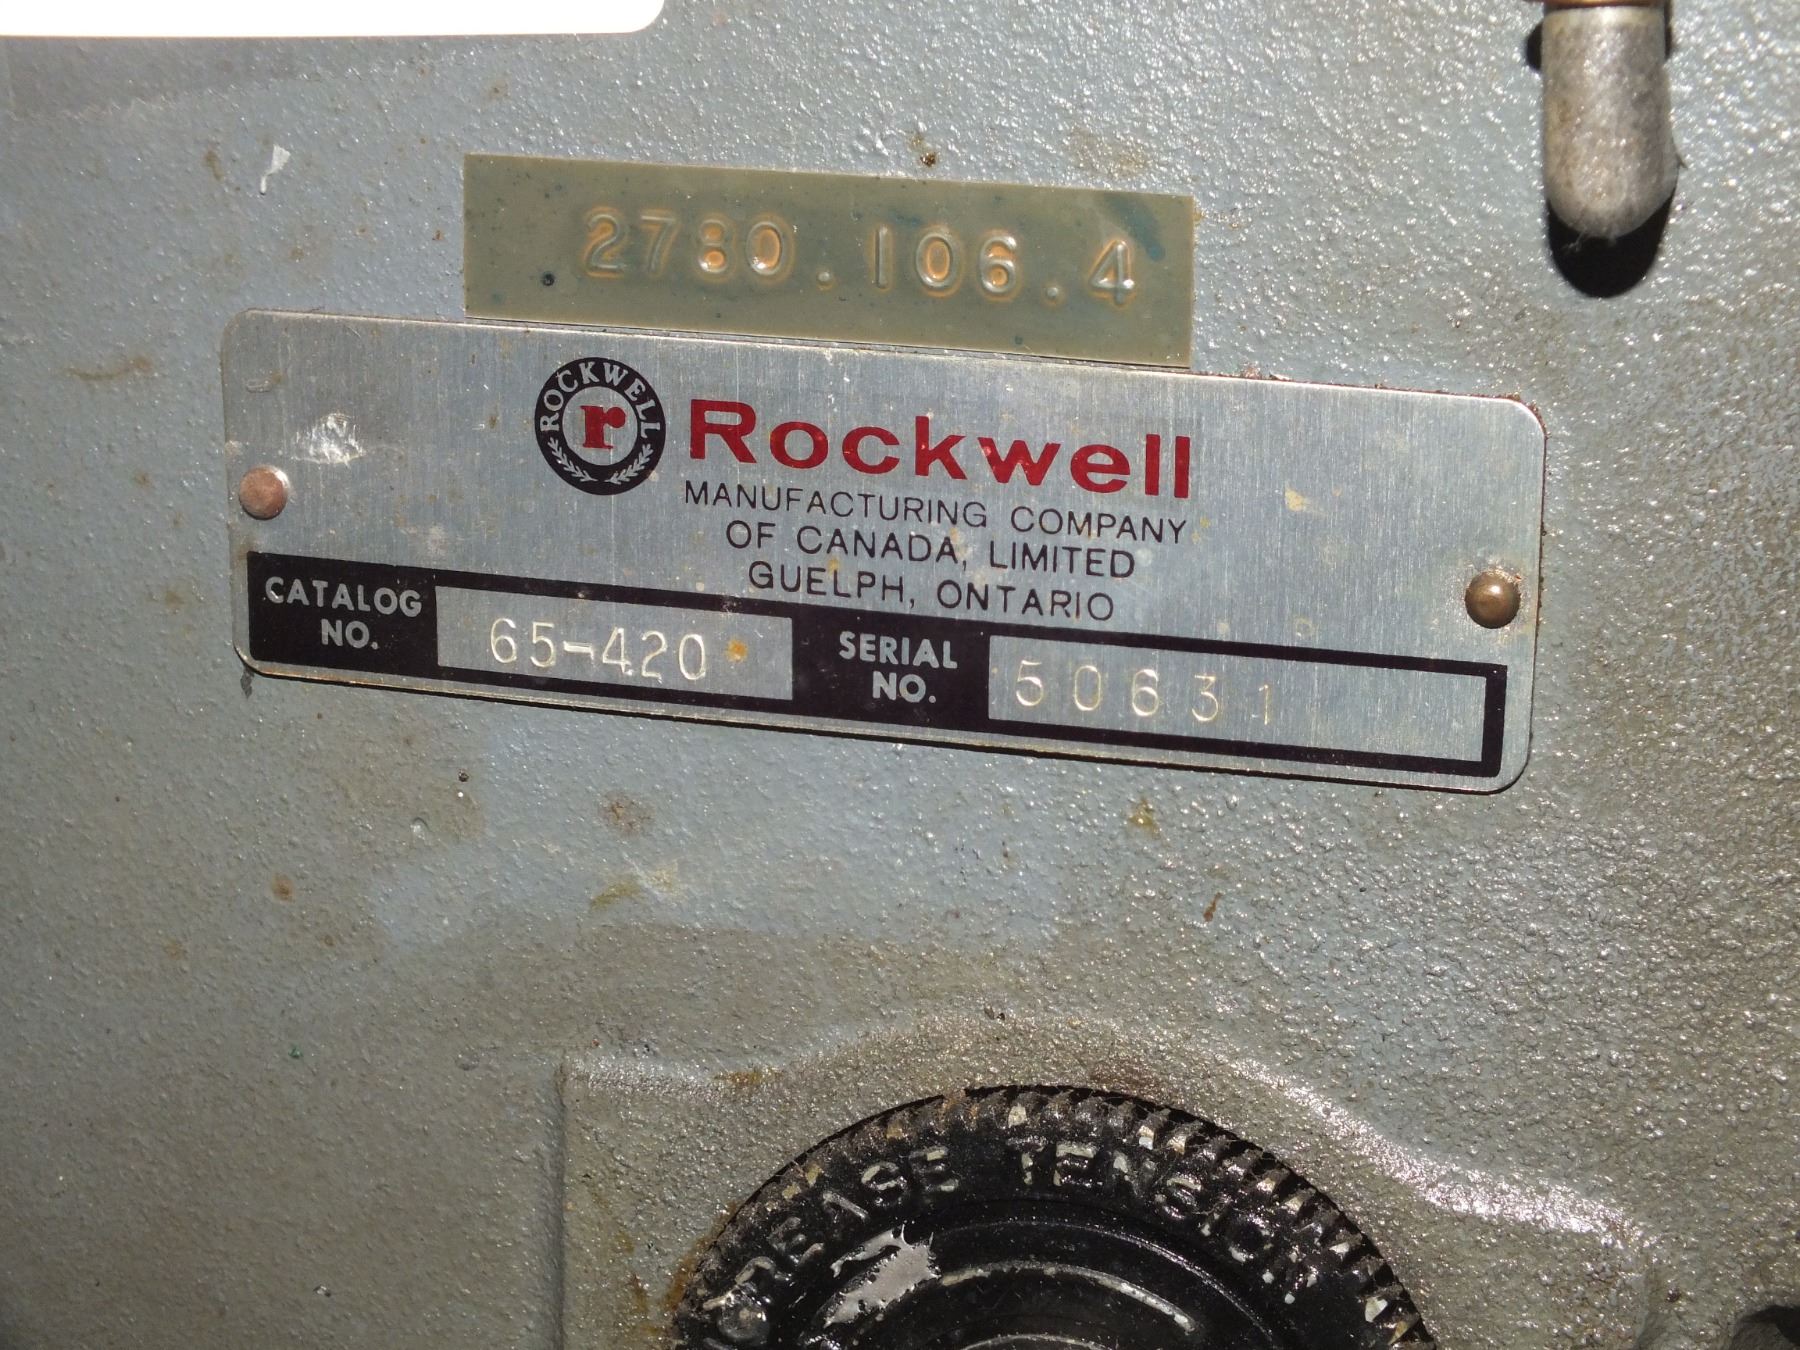 2780.106.4
ROCKWELL
r
Rockwell
MANUFACTURING COMPANY
OF CANADA, LIMITED
GUELPH, ONTARIO
CATALOG NO.
65-420
SERIAL NO.
50631
TENSION